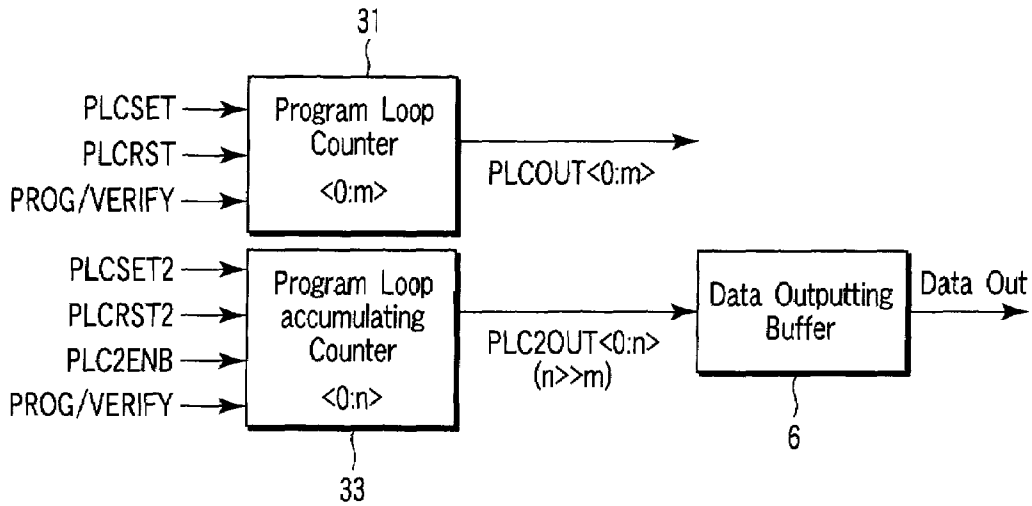 31
PLCSET
PLCRST
PROG/VERIFY
Program Loop
Counter
<0:m>
PLCOUT<0:m>
PLCSET2
PLCRST2
PLC2ENB
PROG/VERIFY
Program Loop
accumulating
Counter
<0:n>
33
PLC2OUT<0:n>
(n>>m)
Data Outputting
Buffer
6
Data Out